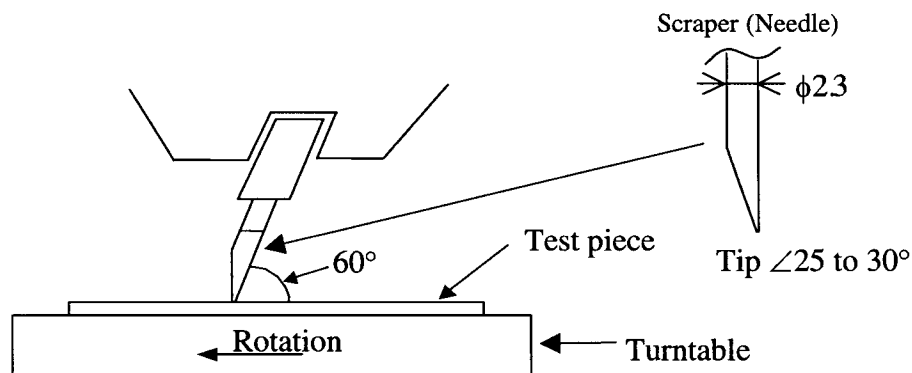 Scraper (Needle)
ϕ2.3
Test piece
60°
Tip ∠25 to 30°
Rotation
Turntable